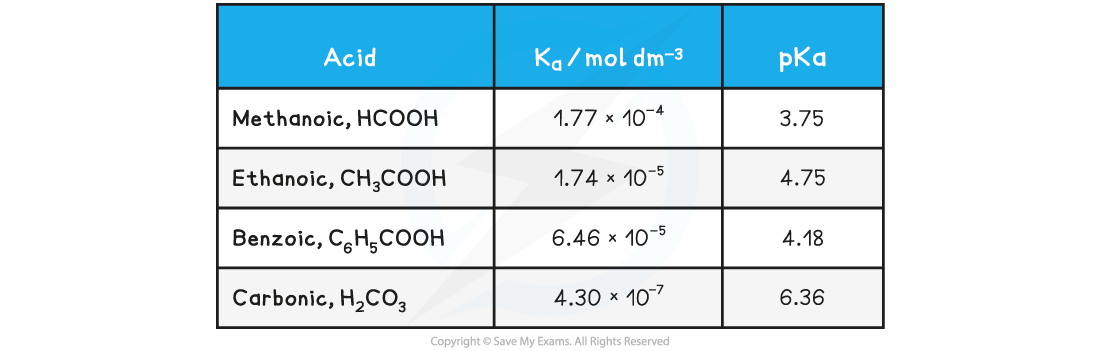 Acid Kₐ / mol dm⁻³ pKa
Methanoic, HCOOH 1.77 × 10⁻⁴ 3.75
Ethanoic, CH₃COOH 1.74 × 10⁻⁵ 4.75
Benzoic, C₆H₅COOH 6.46 × 10⁻⁵ 4.18
Carbonic, H₂CO₃ 4.30 × 10⁻⁷ 6.36
Copyright © Save My Exams. All Rights Reserved